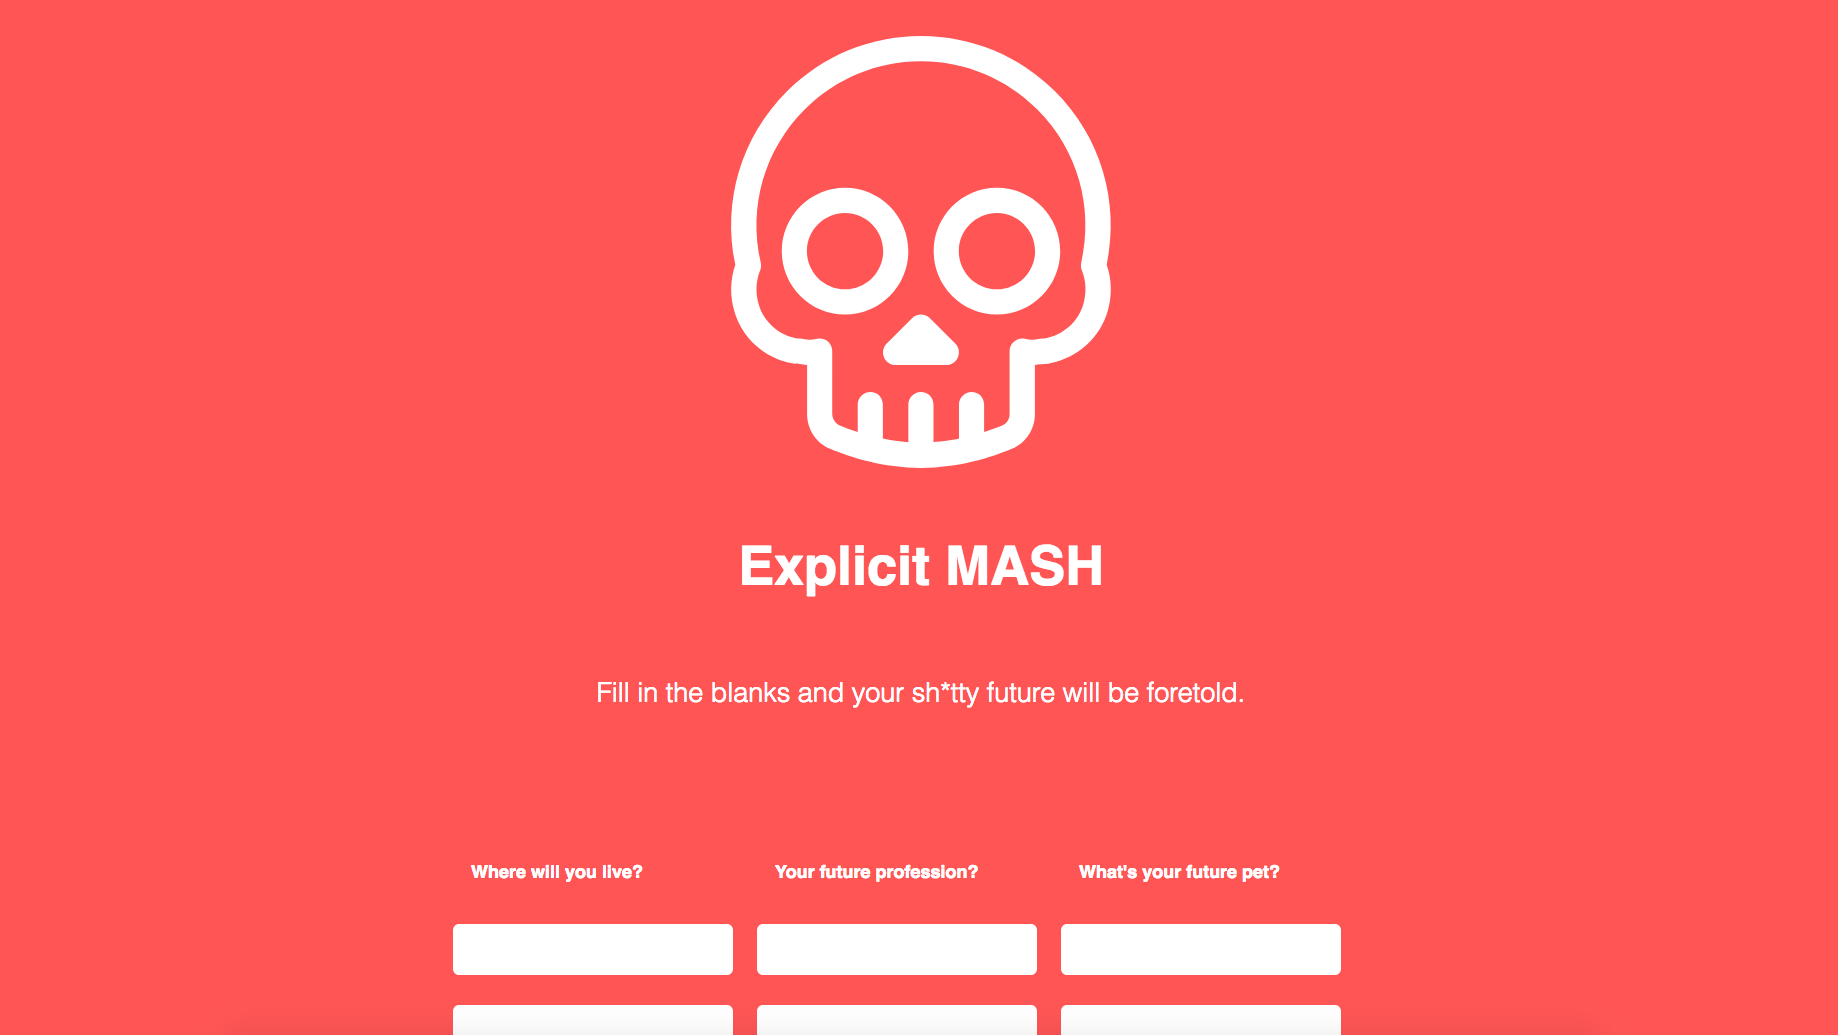 Explicit MASH
Fill in the blanks and your sh*tty future will be foretold.
Where will you live?
Your future profession?
What's your future pet?